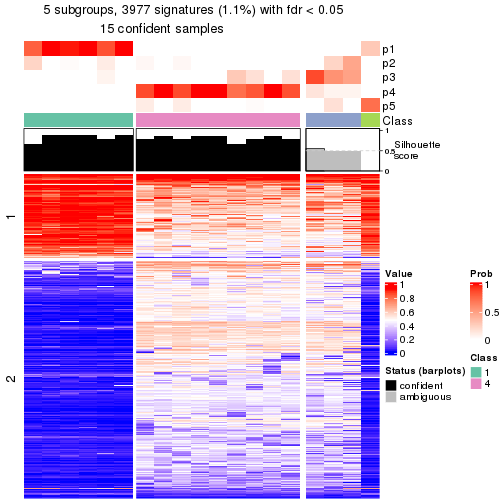 5 subgroups, 3977 signatures (1.1%) with fdr < 0.05
15 confident samples
p1
p2
p3
p4
p5
Class
1
0.5
0
Silhouette
score
1
2
Value
1
0.8
0.6
0.4
0.2
0
Prob
1
0.5
0
Status (barplots)
confident
ambiguous
Class
1
4